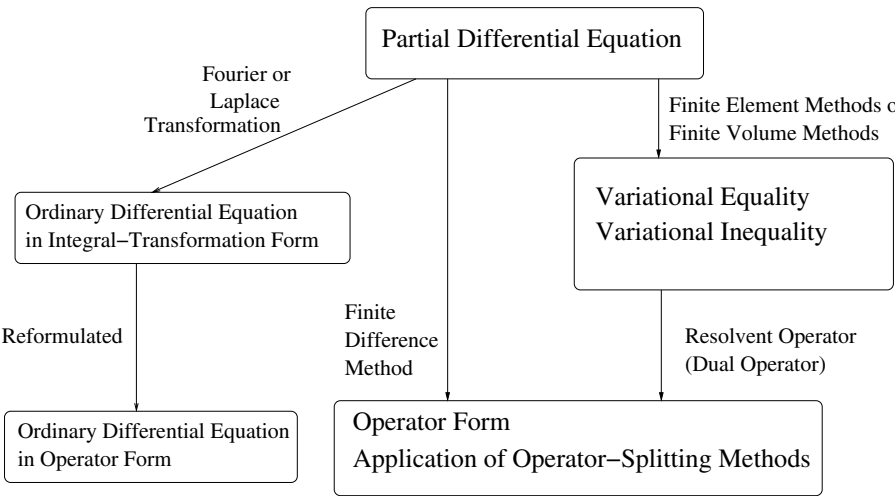 Partial Differential Equation
Fourier or
Laplace
Transformation
Finite Element Methods o
Finite Volume Methods
Ordinary Differential Equation
in Integral−Transformation Form
Variational Equality
Variational Inequality
Reformulated
Finite
Difference
Method
Resolvent Operator
(Dual Operator)
Ordinary Differential Equation
in Operator Form
Operator Form
Application of Operator−Splitting Methods